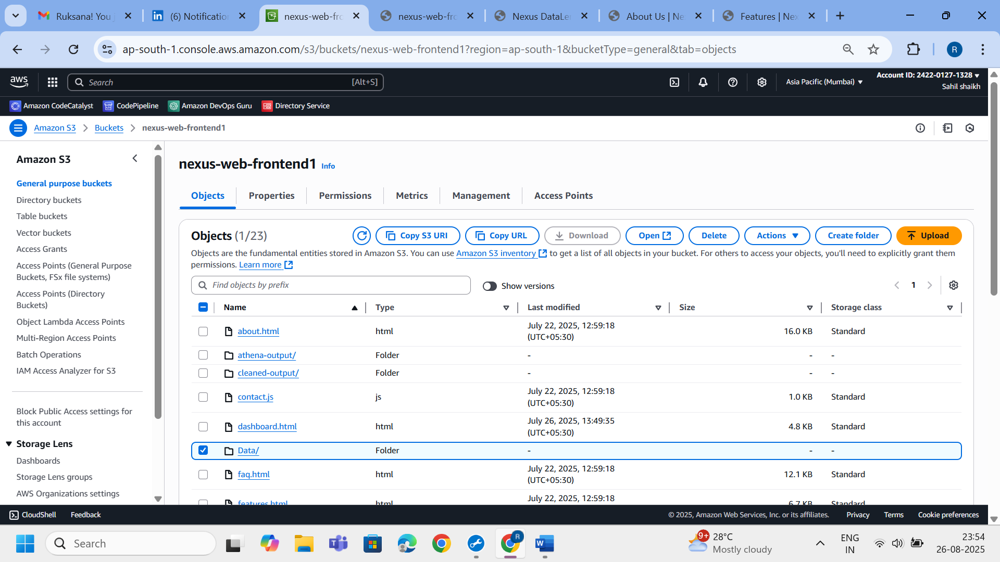 Ruksana! You j
(6) Notificatio
nexus-web-fro
nexus-web-fro
Nexus DataLe
About Us | Ne
Features | Nex
ap-south-1.console.aws.amazon.com/s3/buckets/nexus-web-frontend1?region=ap-south-1&bucketType=general&tab=objects
R
aws
Search
[Alt+S]
Asia Pacific (Mumbai)
Account ID: 2422-0127-1328
Sahil shaikh
Amazon CodeCatalyst
CodePipeline
Amazon DevOps Guru
Directory Service
Amazon S3
Buckets
nexus-web-frontend1
Amazon S3
General purpose buckets
Directory buckets
Table buckets
Vector buckets
Access Grants
Access Points (General Purpose
Buckets, FSx file systems)
Access Points (Directory
Buckets)
Object Lambda Access Points
Multi-Region Access Points
Batch Operations
IAM Access Analyzer for S3
Block Public Access settings for
this account
Storage Lens
Dashboards
Storage Lens groups
AWS Organizations settings
nexus-web-frontend1 Info
Objects
Properties
Permissions
Metrics
Management
Access Points
Objects (1/23)
Copy S3 URI
Copy URL
Download
Open
Delete
Actions
Create folder
Upload
Objects are the fundamental entities stored in Amazon S3. You can use Amazon S3 inventory to get a list of all objects in your bucket. For others to access your objects, you'll need to explicitly grant them
permissions. Learn more
Find objects by prefix
Show versions
1
Name Type Last modified Size Storage class
about.html html July 22, 2025, 12:59:18 (UTC+05:30) 16.0 KB Standard
athena-output/ Folder - - -
cleaned-output/ Folder - - -
contact.js js July 22, 2025, 12:59:18 (UTC+05:30) 1.0 KB Standard
dashboard.html html July 26, 2025, 13:49:35 (UTC+05:30) 4.8 KB Standard
Data/ Folder - - -
faq.html html July 22, 2025, 12:59:18 (UTC+05:30) 12.1 KB Standard
features.html html July 22, 2025, 12:59:18 6.7 KB Standard
CloudShell
Feedback
© 2025, Amazon Web Services, Inc. or its affiliates.
Privacy
Terms
Cookie preferences
Search
9+
28°C
Mostly cloudy
ENG
IN
23:54
26-08-2025